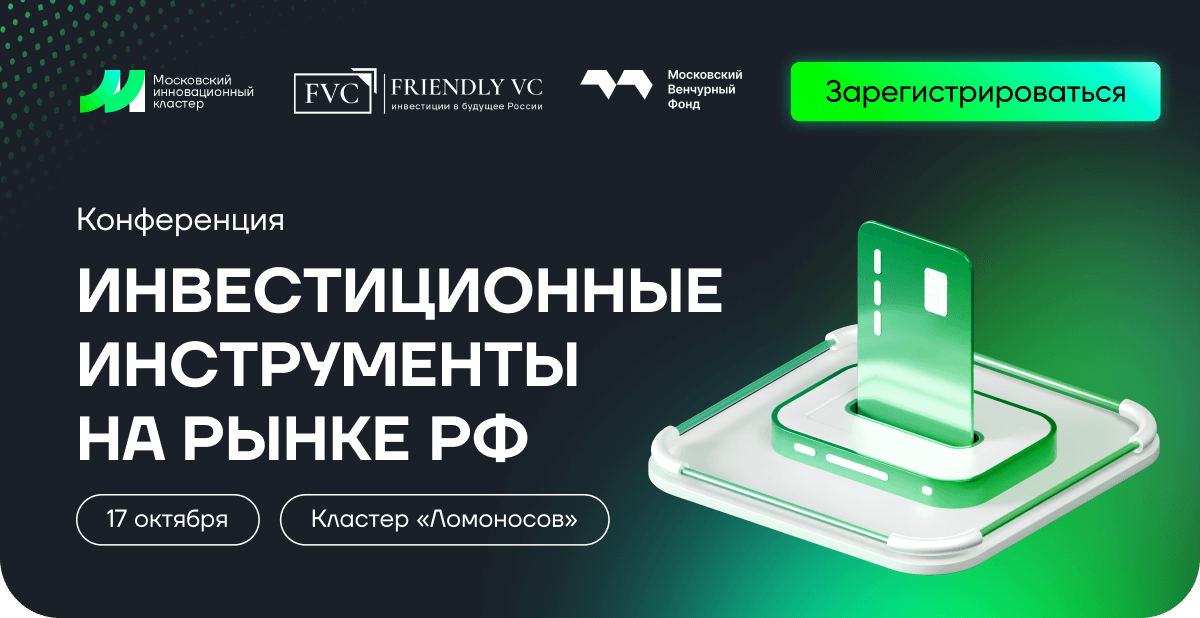 Московский
инновационный
кластер
FVC
FRIENDLY VC
инвестиции в будущее России
Московский
Венчурный
Фонд
Зарегистрироваться
Конференция
ИНВЕСТИЦИОННЫЕ
ИНСТРУМЕНТЫ
НА РЫНКЕ РФ
17 октября
Кластер «Ломоносов»